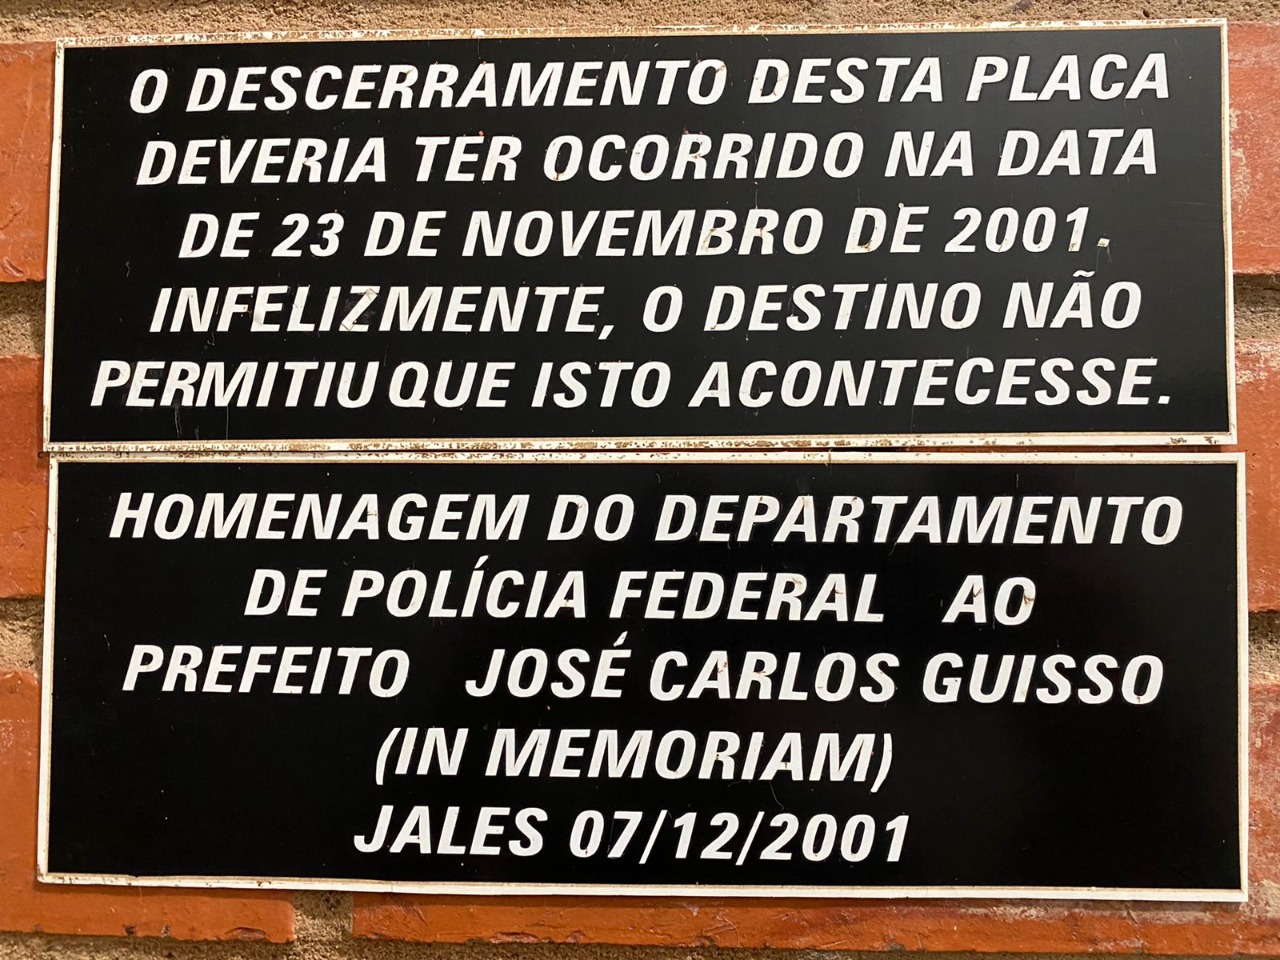 O DESCERRAMENTO DESTA PLACA
DEVERIA TER OCORRIDO NA DATA
DE 23 DE NOVEMBRO DE 2001.
INFELIZMENTE, O DESTINO NÃO
PERMITIU QUE ISTO ACONTECESSE.
HOMENAGEM DO DEPARTAMENTO
DE POLÍCIA FEDERAL AO
PREFEITO JOSÉ CARLOS GUISSO
(IN MEMORIAM)
JALES 07/12/2001